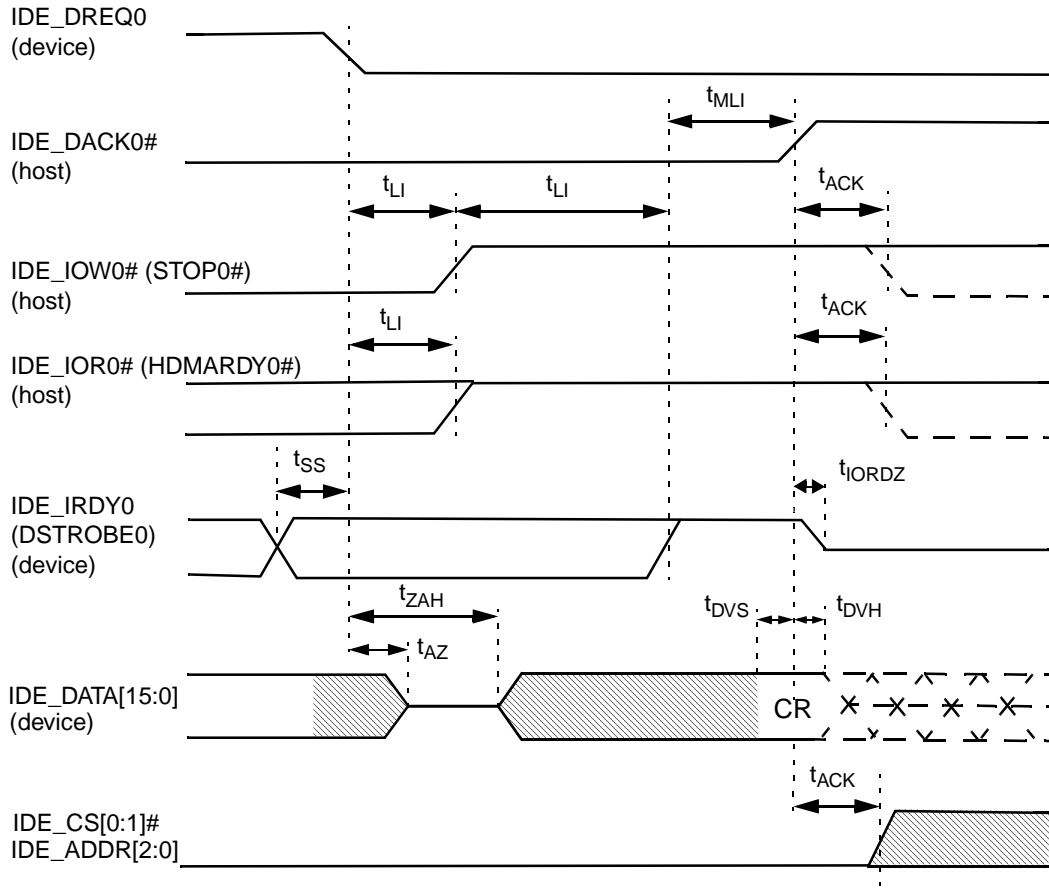 IDE_DREQ0
(device)
tMLI
IDE_DACK0#
(host)
tLI
tLI
tACK
IDE_IOW0# (STOP0#)
(host)
tLI
tACK
IDE_IOR0# (HDMARDY0#)
(host)
tSS
tIORDZ
IDE_IRDY0
(DSTROBE0)
(device)
tZAH
tDVS
tDVH
tAZ
IDE_DATA[15:0]
(device)
CR
tACK
IDE_CS[0:1]#
IDE_ADDR[2:0]